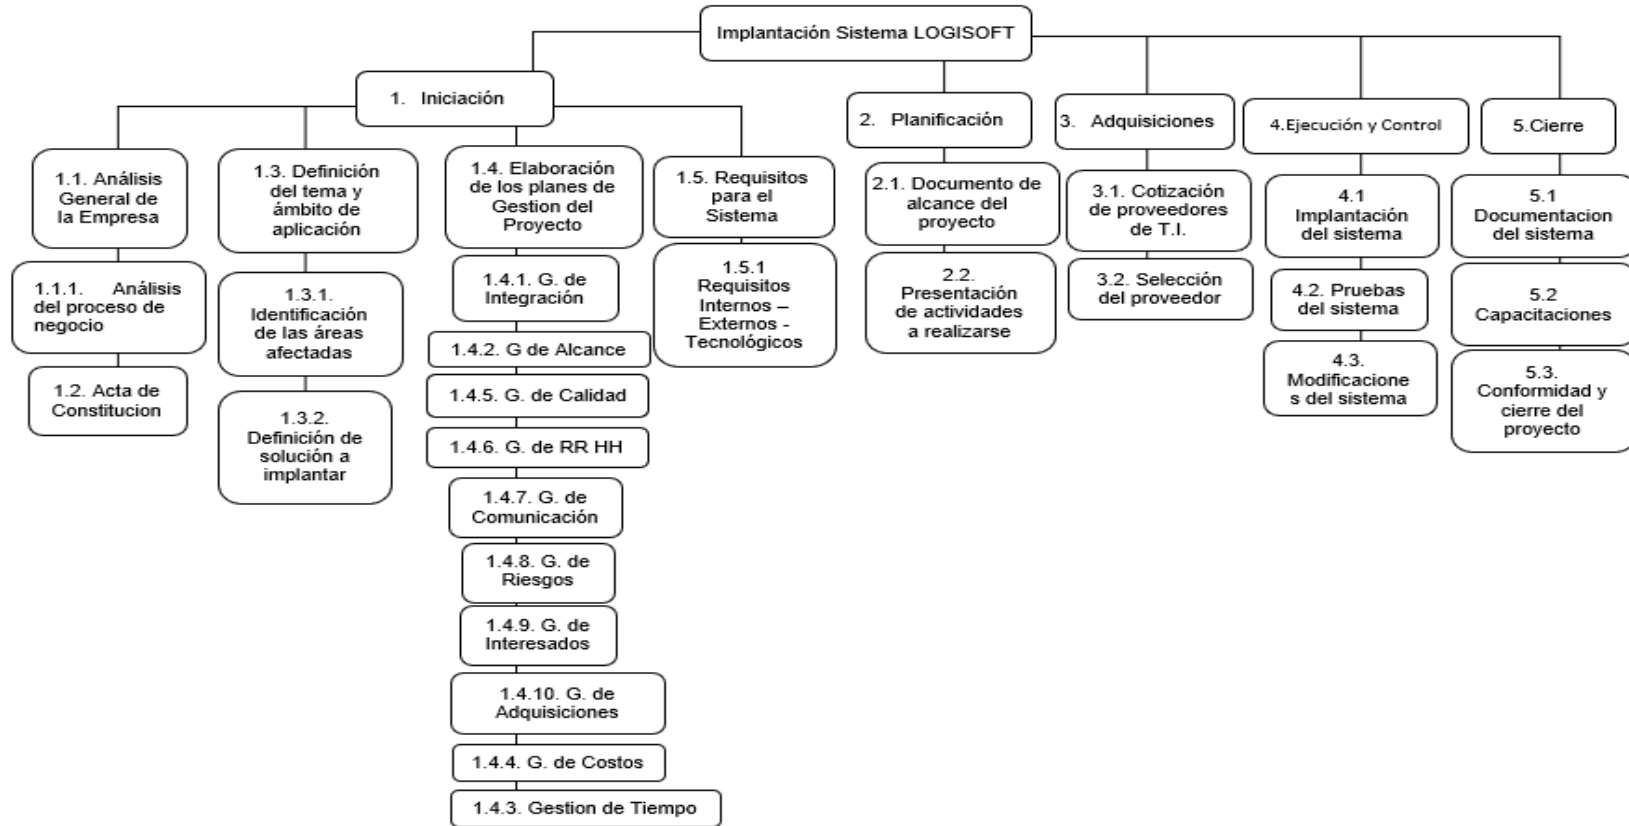 Implantación Sistema LOGISOFT
1. Iniciación
2. Planificación
3. Adquisiciones
4.Ejecución y Control
5.Cierre
1.1. Análisis
General de
la Empresa
1.1.1. Análisis
del proceso de
negocio
1.2. Acta de
Constitucion
1.3. Definición
del tema y
ámbito de
aplicación
1.3.1.
Identificación
de las áreas
afectadas
1.3.2.
Definición de
solución a
implantar
1.4. Elaboración
de los planes de
Gestion del
Proyecto
1.4.1. G. de
Integración
1.4.2. G de Alcance
1.4.5. G. de Calidad
1.4.6. G. de RR HH
1.4.7. G. de
Comunicación
1.4.8. G. de
Riesgos
1.4.9. G. de
Interesados
1.4.10. G. de
Adquisiciones
1.4.4. G. de Costos
1.4.3. Gestion de Tiempo
1.5. Requisitos
para el
Sistema
1.5.1
Requisitos
Internos –
Externos -
Tecnológicos
2.1. Documento de
alcance del
proyecto
2.2.
Presentación
de actividades
a realizarse
3.1. Cotización
de proveedores
de T.I.
3.2. Selección
del proveedor
4.1
Implantación
del sistema
4.2. Pruebas
del sistema
4.3.
Modificacione
s del sistema
5.1
Documentacion
del sistema
5.2
Capacitaciones
5.3.
Conformidad y
cierre del
proyecto